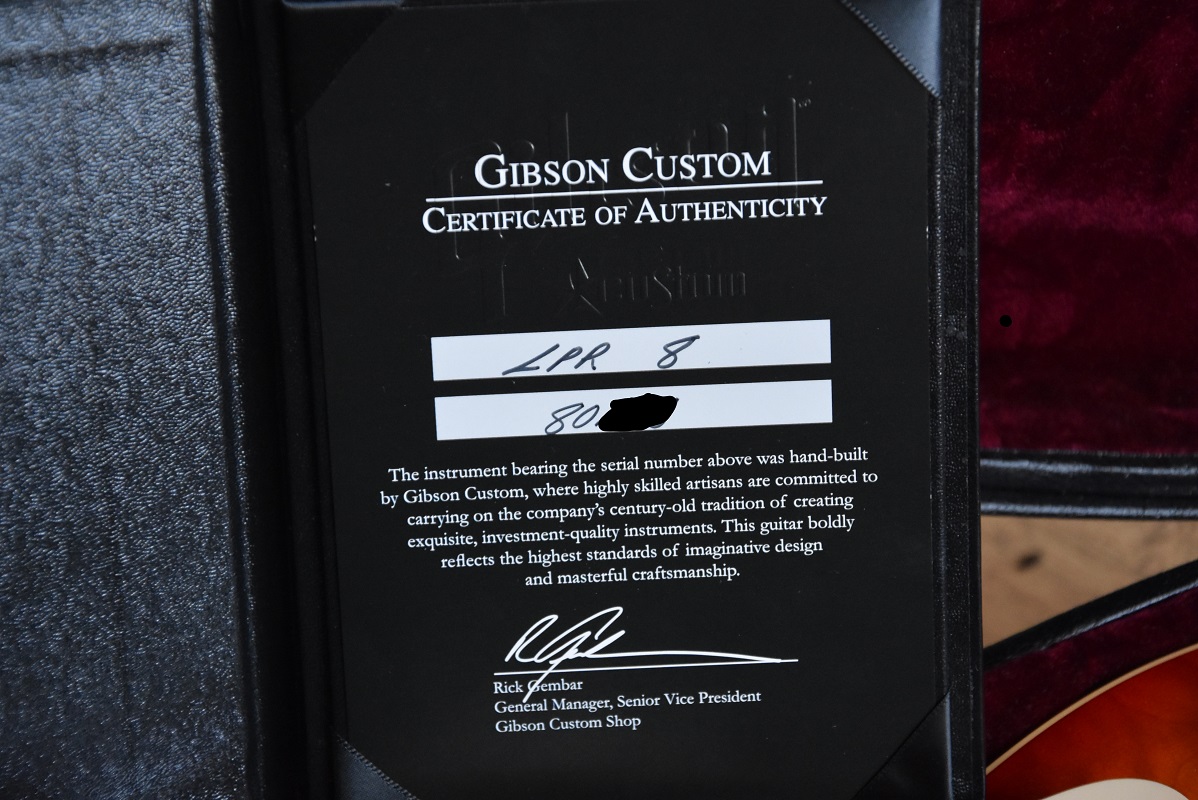 GIBSON CUSTOM
CERTIFICATE OF AUTHENTICITY
custom
LPR 8
80
The instrument bearing the serial number above was hand-built
by Gibson Custom, where highly skilled artisans are committed to
carrying on the company's century-old tradition of creating
exquisite, investment-quality instruments. This guitar boldly
reflects the highest standards of imaginative design
and masterful craftsmanship.
Rick Gembar
General Manager, Senior Vice President
Gibson Custom Shop